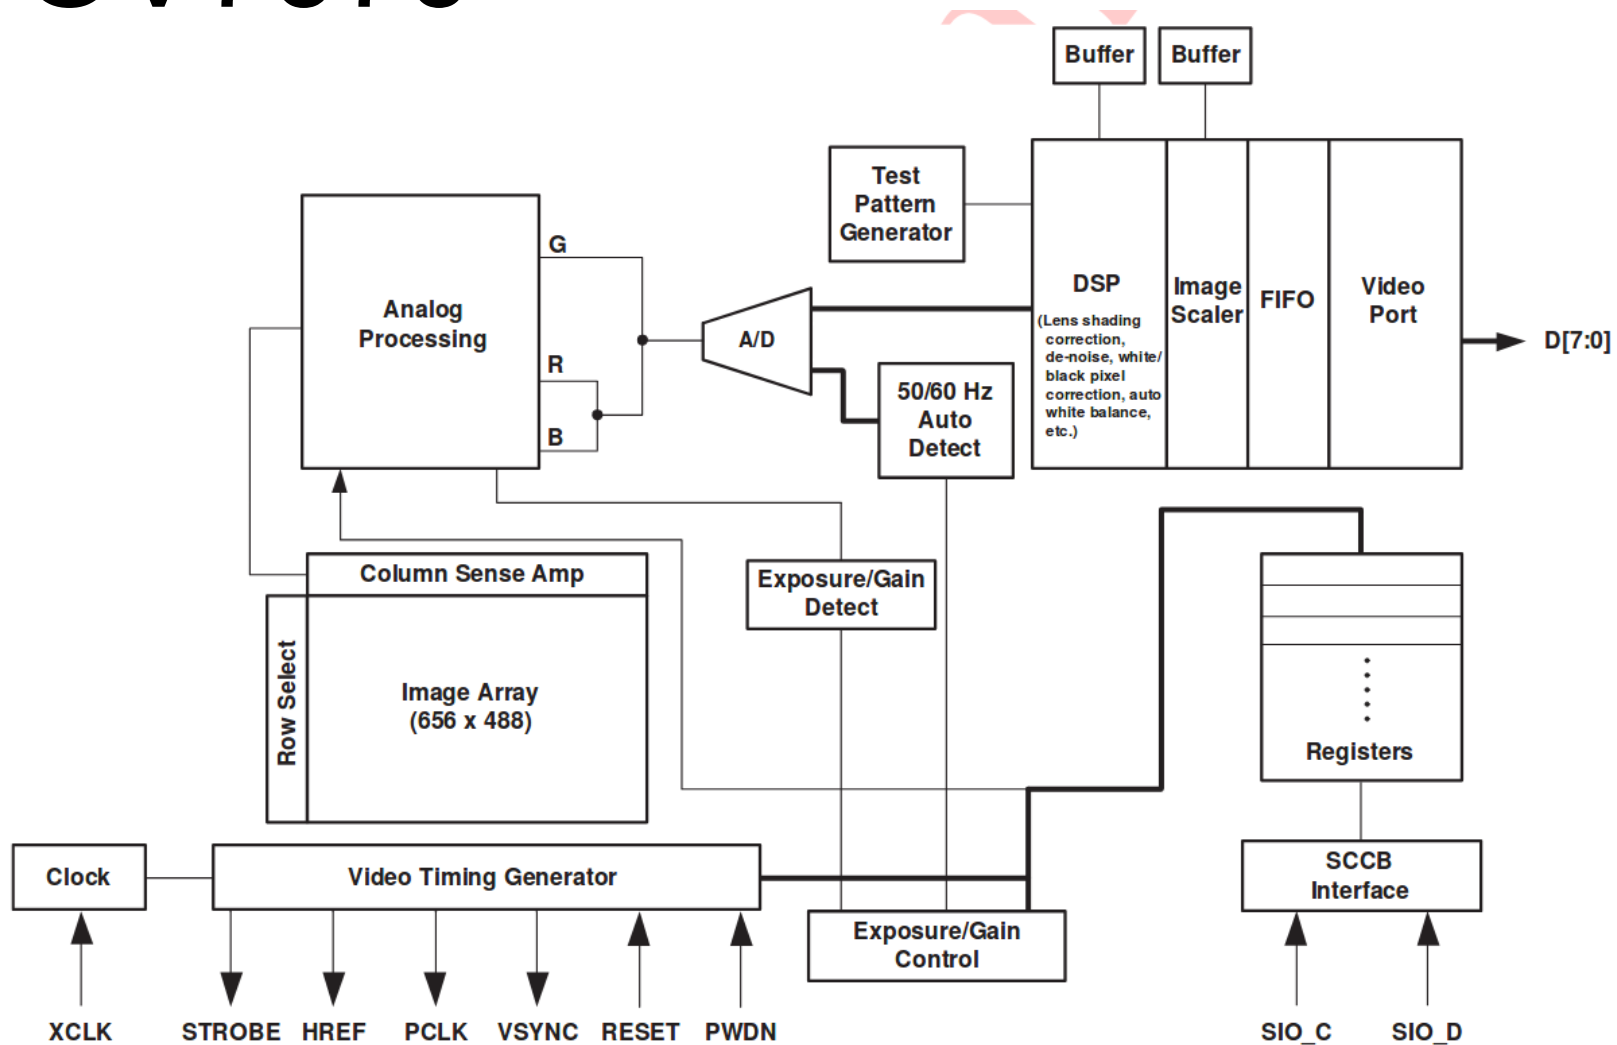 Buffer
Buffer
Test
Pattern
Generator
G
Analog
Processing
R
B
A/D
DSP
(Lens shading
correction,
de-noise, white/
black pixel
correction, auto
white balance,
etc.)
Image
Scaler
FIFO
Video
Port
D[7:0]
50/60 Hz
Auto
Detect
Column Sense Amp
Exposure/Gain
Detect
Row Select
Image Array
(656 x 488)
Registers
Clock
Video Timing Generator
SCCB
Interface
Exposure/Gain
Control
XCLK
STROBE
HREF
PCLK
VSYNC
RESET
PWDN
SIO_C
SIO_D